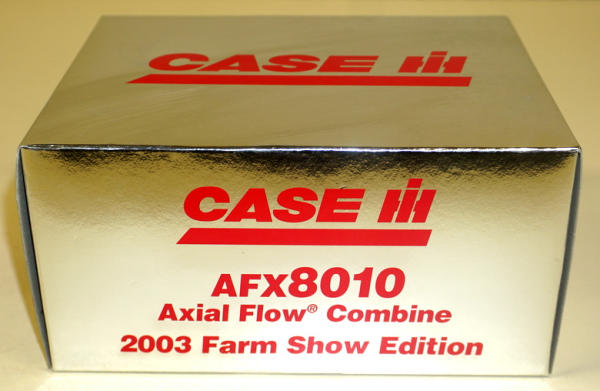 CASE IH
CASE IH
AFX8010
Axial Flow® Combine
2003 Farm Show Edition